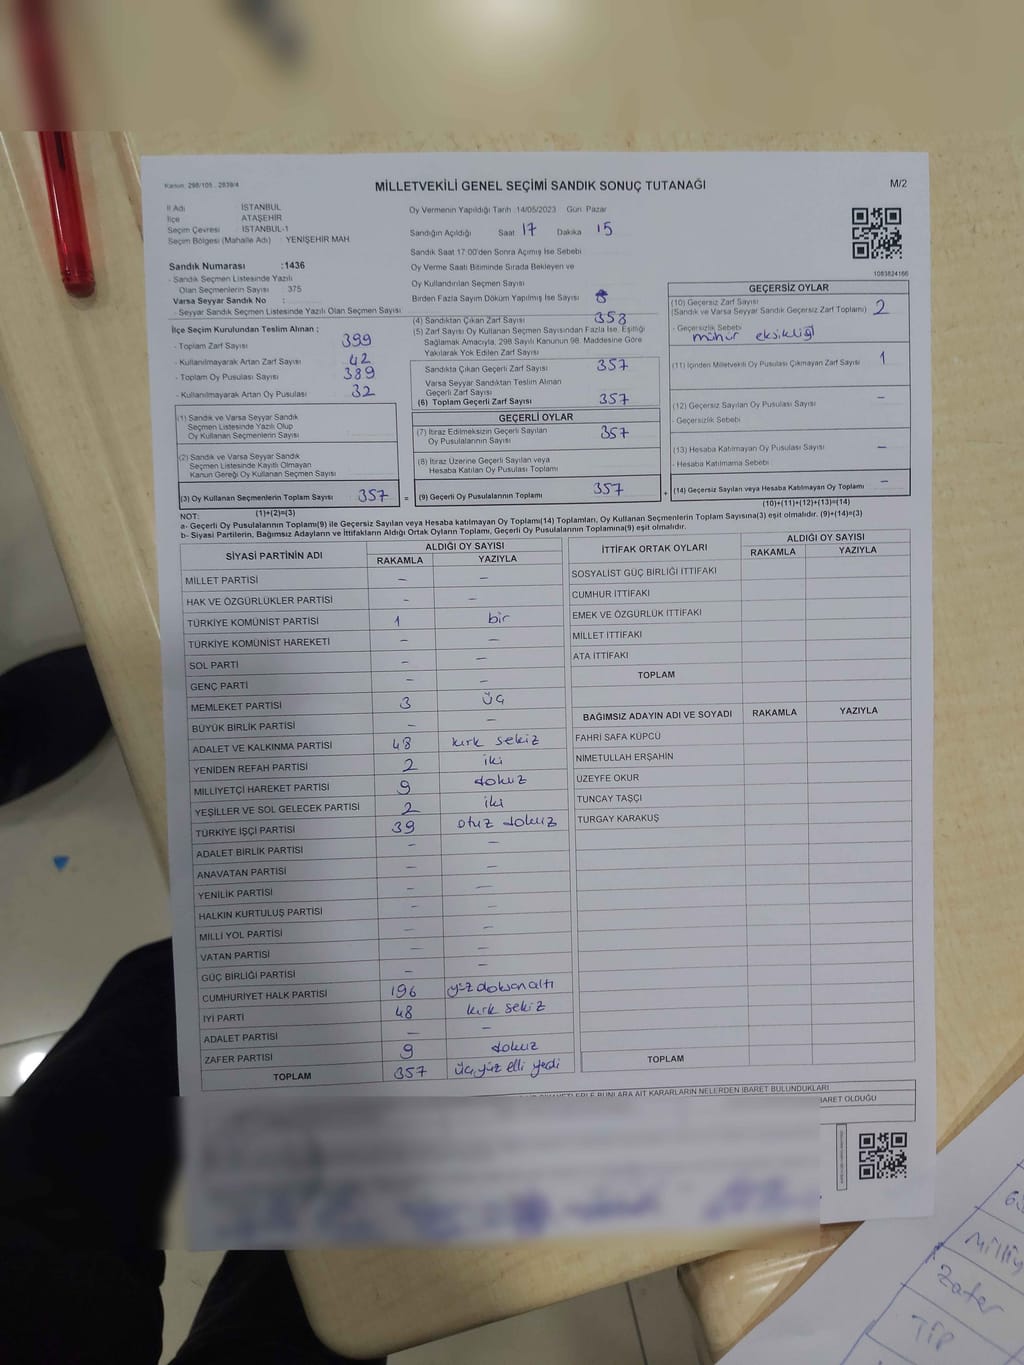 Kanun: 298/105 , 2839/4
MİLLETVEKİLİ GENEL SEÇİMİ SANDIK SONUÇ TUTANAĞI
M/2
İl Adı İSTANBUL
İlçe ATAŞEHİR
Seçim Çevresi İSTANBUL-1
Seçim Bölgesi (Mahalle Adı) : YENİŞEHİR MAH
Sandık Numarası :1436
- Sandık Seçmen Listesinde Yazılı
Olan Seçmenlerin Sayısı : 375
Varsa Seyyar Sandık No :
- Seyyar Sandık Seçmen Listesinde Yazılı Olan Seçmen Sayısı
Oy Vermenin Yapıldığı Tarih :14/05/2023 Gün: Pazar
Sandığın Açıldığı Saat 17 Dakika 15
Sandık Saat 17:00'den Sonra Açılmış İse Sebebi
Oy Verme Saati Bitiminde Sırada Bekleyen ve
Oy Kullandırılan Seçmen Sayısı
Birden Fazla Sayım Döküm Yapılmış İse Sayısı
1083824166
İlçe Seçim Kurulundan Teslim Alınan ;
- Toplam Zarf Sayısı 399
- Kullanılmayarak Artan Zarf Sayısı 42
- Toplam Oy Pusulası Sayısı 389
- Kullanılmayarak Artan Oy Pusulası 32
(1) Sandık ve Varsa Seyyar Sandık
Seçmen Listesinde Yazılı Olup
Oy Kullanan Seçmenlerin Sayısı
(2) Sandık ve Varsa Seyyar Sandık
Seçmen Listesinde Kayıtlı Olmayan
Kanun Gereği Oy Kullanan Seçmen Sayısı
(3) Oy Kullanan Seçmenlerin Toplam Sayısı 357 =
(1)+(2)=(3)
(4) Sandıktan Çıkan Zarf Sayısı 358
(5) Zarf Sayısı Oy Kullanan Seçmen Sayısından Fazla İse, Eşitliği
Sağlamak Amacıyla, 298 Sayılı Kanunun 98. Maddesine Göre
Yakılarak Yok Edilen Zarf Sayısı
Sandıkta Çıkan Geçerli Zarf Sayısı 357
Varsa Seyyar Sandıktan Teslim Alınan
Geçerli Zarf Sayısı
(6) Toplam Geçerli Zarf Sayısı 357
GEÇERLİ OYLAR
(7) İtiraz Edilmeksizin Geçerli Sayılan
Oy Pusulalarının Sayısı 357
(8) İtiraz Üzerine Geçerli Sayılan veya
Hesaba Katılan Oy Pusulası Toplamı
(9) Geçerli Oy Pusulalarının Toplamı 357 +
GEÇERSİZ OYLAR
(10) Geçersiz Zarf Sayısı
(Sandık ve Varsa Seyyar Sandık Geçersiz Zarf Toplamı) 2
- Geçersizlik Sebebi
mühür eksikliği
(11) İçinden Milletvekili Oy Pusulası Çıkmayan Zarf Sayısı 1
(12) Geçersiz Sayılan Oy Pusulası Sayısı -
- Geçersizlik Sebebi
(13) Hesaba Katılmayan Oy Pusulası Sayısı -
- Hesaba Katılmama Sebebi
(14) Geçersiz Sayılan veya Hesaba Katılmayan Oy Toplamı -
(10)+(11)+(12)+(13)=(14)
NOT:
a- Geçerli Oy Pusulalarının Toplamı(9) ile Geçersiz Sayılan veya Hesaba katılmayan Oy Toplamı(14) Toplamları, Oy Kullanan Seçmenlerin Toplam Sayısına(3) eşit olmalıdır. (9)+(14)=(3)
b- Siyasi Partilerin, Bağımsız Adayların ve İttifakların Aldığı Ortak Oyların Toplamı, Geçerli Oy Pusulalarının Toplamına(9) eşit olmalıdır.
SİYASİ PARTİNİN ADI ALDIĞI OY SAYISI
RAKAMLA YAZIYLA
MİLLET PARTİSİ - -
HAK VE ÖZGÜRLÜKLER PARTİSİ - -
TÜRKİYE KOMÜNİST PARTİSİ 1 bir
TÜRKİYE KOMÜNİST HAREKETİ - -
SOL PARTİ - -
GENÇ PARTİ - -
MEMLEKET PARTİSİ 3 üç
BÜYÜK BİRLİK PARTİSİ - -
ADALET VE KALKINMA PARTİSİ 48 kırk sekiz
YENİDEN REFAH PARTİSİ 2 iki
MİLLİYETÇİ HAREKET PARTİSİ 9 dokuz
YEŞİLLER VE SOL GELECEK PARTİSİ 2 iki
TÜRKİYE İŞÇİ PARTİSİ 39 otuz dokuz
ADALET BİRLİK PARTİSİ - -
ANAVATAN PARTİSİ - -
YENİLİK PARTİSİ - -
HALKIN KURTULUŞ PARTİSİ - -
MİLLİ YOL PARTİSİ - -
VATAN PARTİSİ - -
GÜÇ BİRLİĞİ PARTİSİ - -
CUMHURİYET HALK PARTİSİ 196 yüz doksan altı
İYİ PARTİ 48 kırk sekiz
ADALET PARTİSİ - -
ZAFER PARTİSİ 9 dokuz
TOPLAM 357 üç yüz elli yedi
İTTİFAK ORTAK OYLARI ALDIĞI OY SAYISI
RAKAMLA YAZIYLA
SOSYALİST GÜÇ BİRLİĞİ İTTİFAKI
CUMHUR İTTİFAKI
EMEK VE ÖZGÜRLÜK İTTİFAKI
MİLLET İTTİFAKI
ATA İTTİFAKI
TOPLAM
BAĞIMSIZ ADAYIN ADI VE SOYADI RAKAMLA YAZIYLA
FAHRİ SAFA KÜPCÜ
NİMETULLAH ERŞAHİN
ÜZEYFE OKUR
TUNCAY TAŞÇI
TURGAY KARAKUŞ
TOPLAM
BUNLARA AİT KARARLARIN NELERDEN İBARET BULUNDUKLARI
BARET OLDUĞU
Milliy
Zafer
TİP